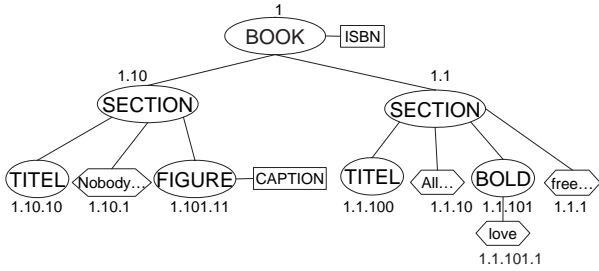 1
BOOK ISBN
1.10 1.1
SECTION SECTION
TITEL Nobody... FIGURE CAPTION TITEL All... BOLD free...
1.10.10 1.10.1 1.101.11 1.1.100 1.1.10 1.1.101 1.1.1
love
1.1.101.1